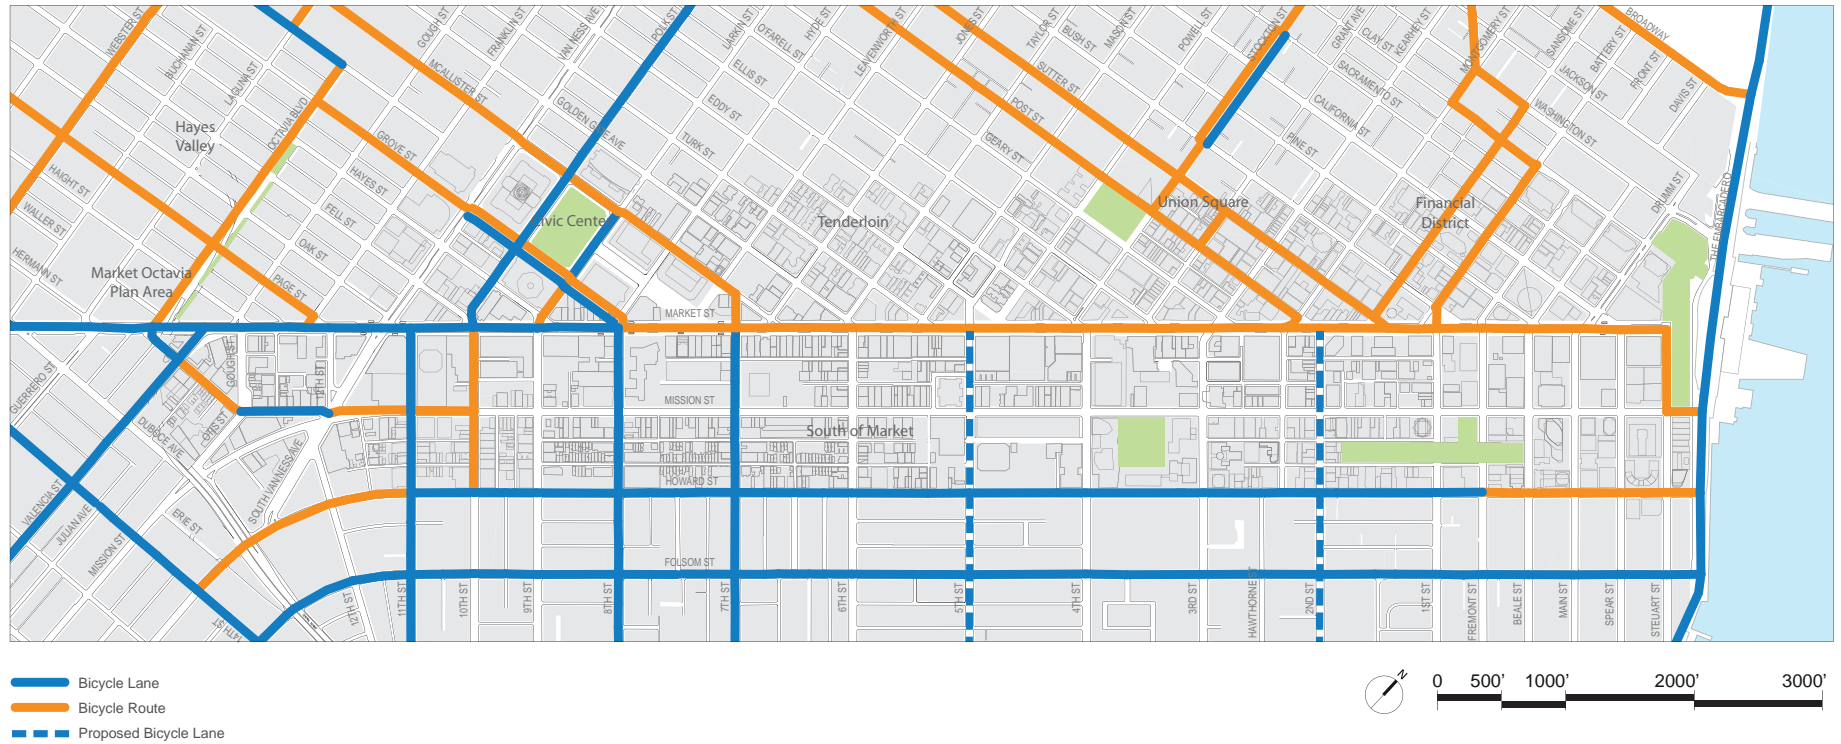 WEBSTER ST
BUCHANAN ST
LAGUNA ST
OCTAVIA BLVD
GOUGH ST
FRANKLIN ST
VAN NESS AVE
POLK ST
LARKIN ST
O'FARELL ST
HYDE ST
LEAVENWORTH ST
JONES ST
TAYLOR ST
BUSH ST
MASON ST
POWELL ST
STOCKTON ST
GRANT AVE
CLAY ST
KEARNEY ST
MONTGOMERY ST
SANSOME ST
BATTERY ST
BROADWAY
FRONT ST
DAVIS ST
JACKSON ST
WASHINGTON ST
SACRAMENTO ST
CALIFORNIA ST
PINE ST
SUTTER ST
POST ST
GEARY ST
ELLIS ST
EDDY ST
TURK ST
GOLDEN GATE AVE
MCALLISTER ST
GROVE ST
HAYES ST
FELL ST
OAK ST
PAGE ST
HAIGHT ST
WALLER ST
HERMANN ST
Hayes
Valley
Market Octavia
Plan Area
Civic Center
Tenderloin
Union Square
Financial
District
DRUMM ST
THE EMBARCADERO
MARKET ST
GUERRERO ST
GOUGH ST
12TH ST
OTIS ST
DUBOCE AVE
MISSION ST
South of Market
SOUTH VAN NESS AVE
HOWARD ST
VALENCIA ST
JULIAN AVE
MISSION ST
ERIE ST
14TH ST
FOLSOM ST
12TH ST
11TH ST
10TH ST
9TH ST
8TH ST
7TH ST
6TH ST
5TH ST
4TH ST
3RD ST
HAWTHORNE ST
2ND ST
1ST ST
FREMONT ST
BEALE ST
MAIN ST
SPEAR ST
STEUART ST
Bicycle Lane
Bicycle Route
Proposed Bicycle Lane
N
0 500' 1000' 2000' 3000'